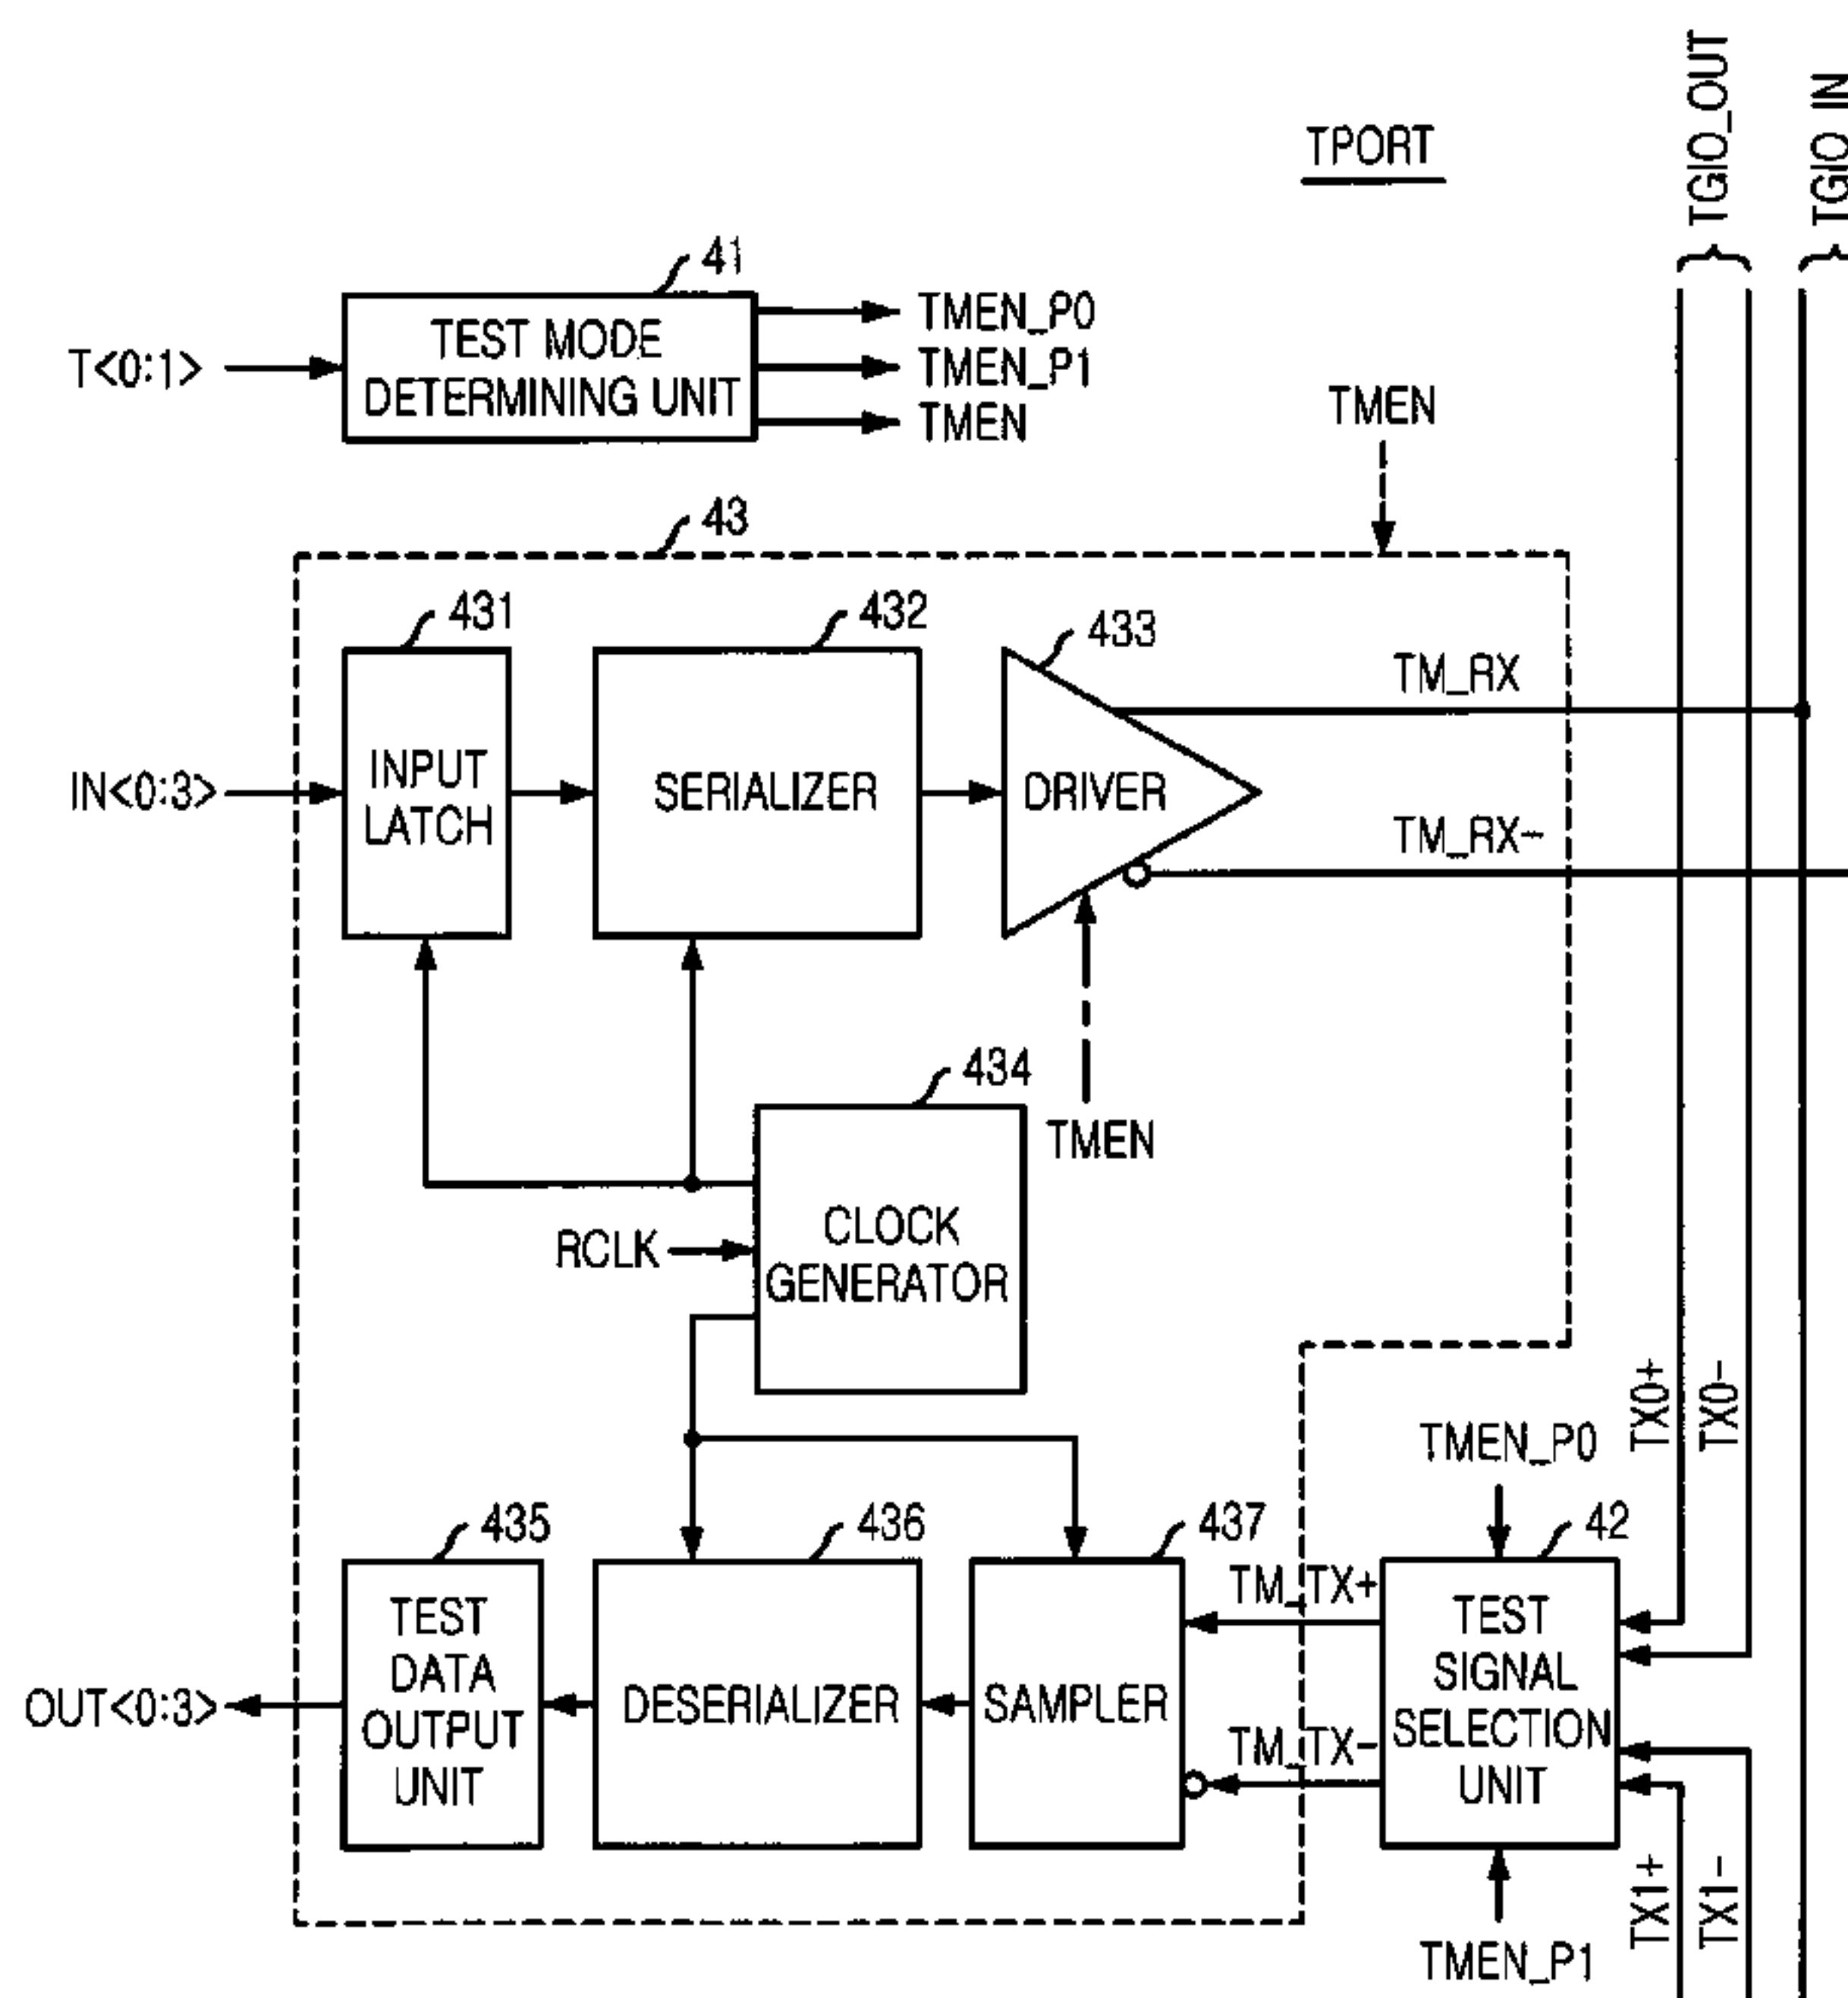 TPORT
TGIO_OUT
TGIO_IN
41
T<0:1>
TEST MODE
DETERMINING UNIT
TMEN_P0
TMEN_P1
TMEN
TMEN
43
431
432
433
IN<0:3>
INPUT
LATCH
SERIALIZER
DRIVER
TM_RX
TM_RX-
434
TMEN
RCLK
CLOCK
GENERATOR
TX0+
TX0-
TMEN_P0
435
436
437
42
OUT<0:3>
TEST
DATA
OUTPUT
UNIT
DESERIALIZER
SAMPLER
TM_TX+
TM_TX-
TEST
SIGNAL
SELECTION
UNIT
TX1+
TX1-
TMEN_P1